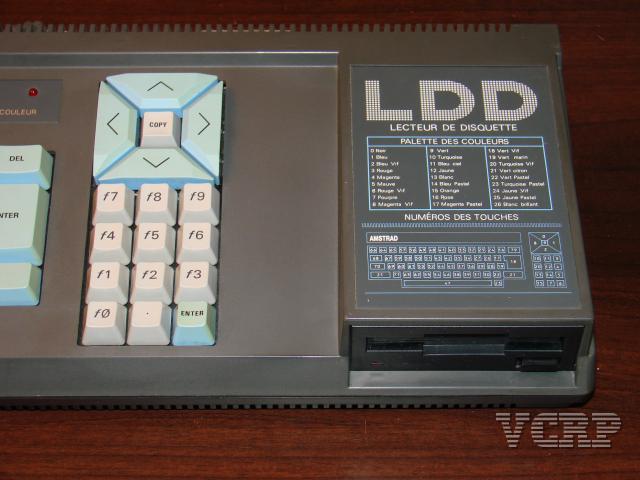 COULEUR
DEL
ENTER
COPY
f7 f8 f9
f4 f5 f6
f1 f2 f3
f0 . ENTER
LDD
LECTEUR DE DISQUETTE
PALETTE DES COULEURS
0 Noir
1 Bleu
2 Bleu Vif
3 Rouge
4 Magenta
5 Mauve
6 Rouge Vif
7 Pourpre
8 Magenta Vif
9 Vert
10 Turquoise
11 Bleu ciel
12 Jaune
13 Blanc
14 Bleu Pastel
15 Orange
16 Rose
17 Magenta Pastel
18 Vert Vif
19 Vert marin
20 Turquoise Vif
21 Vert citron
22 Vert Pastel
23 Turquoise Pastel
24 Jaune Vif
25 Jaune Pastel
26 Blanc brillant
NUMÉROS DES TOUCHES
AMSTRAD
VCRP